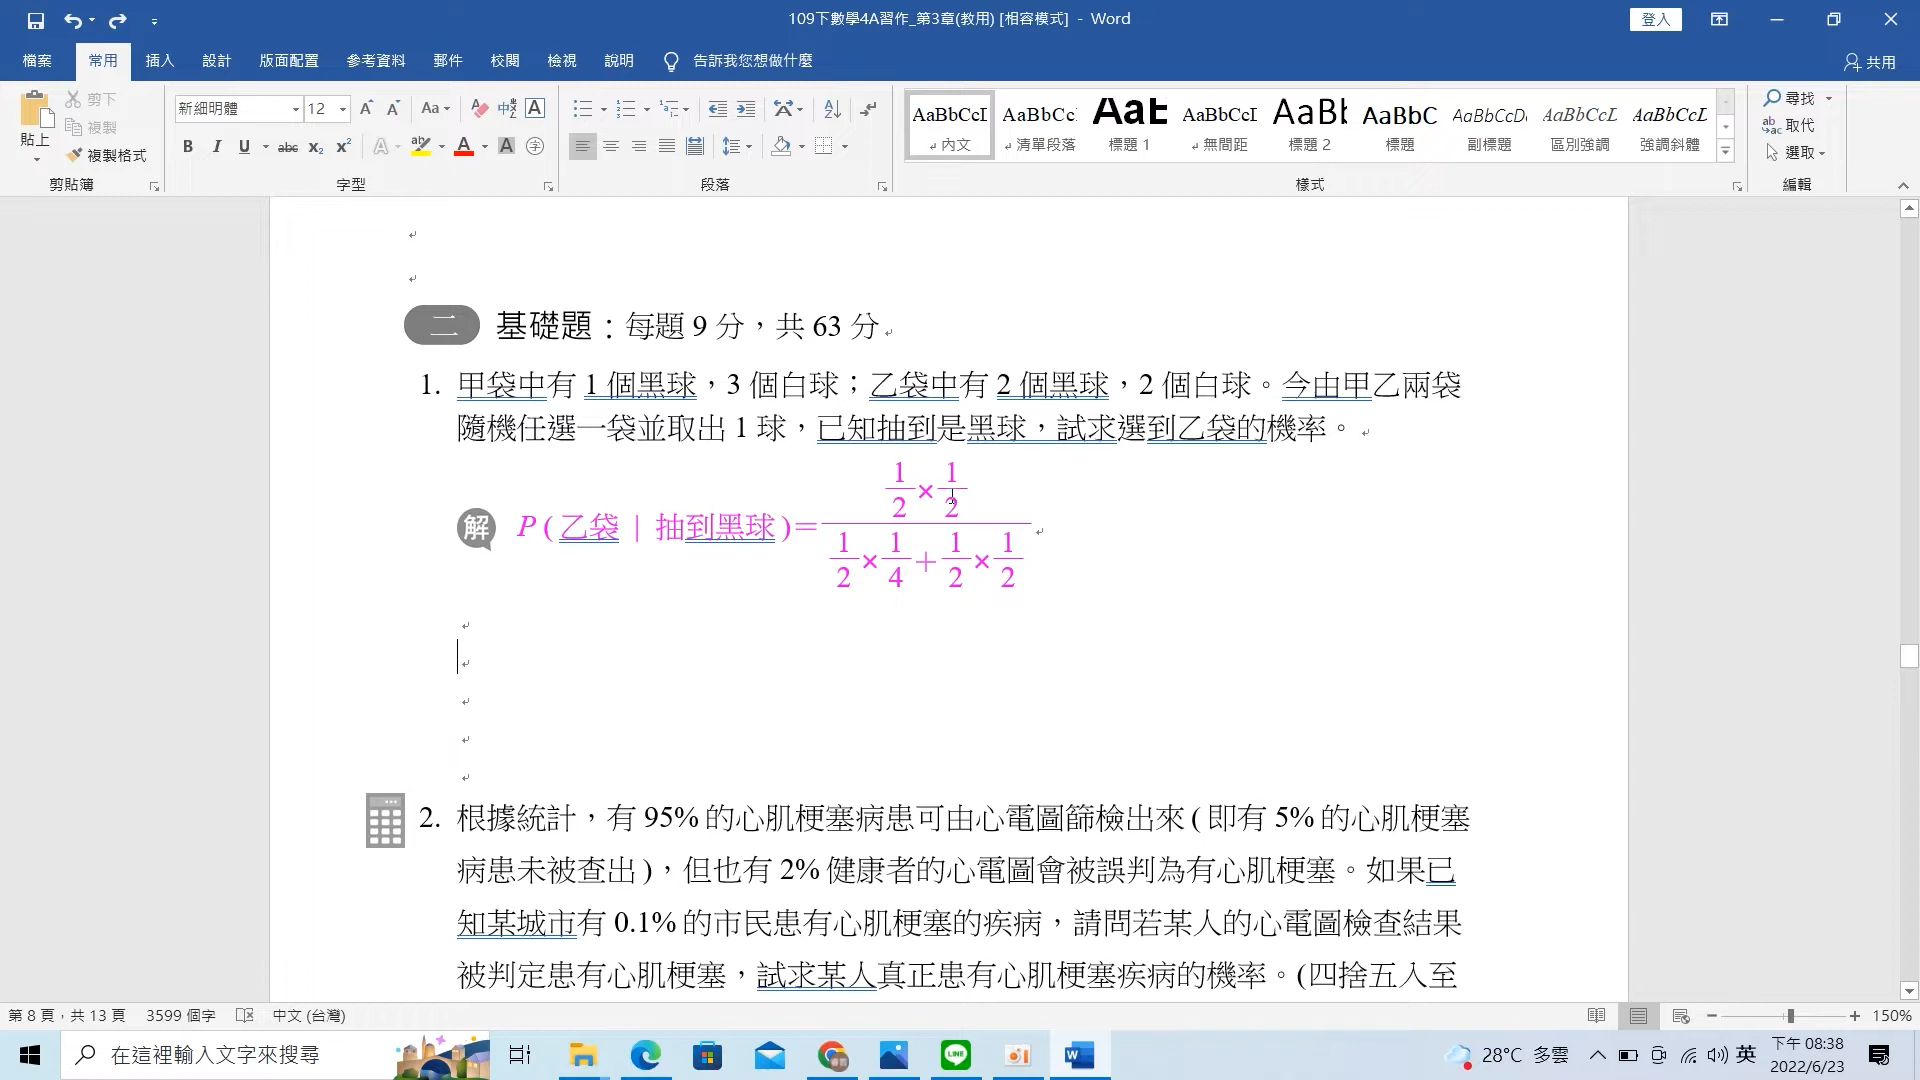 109下數學4A習作_第3章(教用) [相容模式] - Word
登入
檔案 常用 插入 設計 版面配置 參考資料 郵件 校閱 檢視 說明 告訴我您想做什麼 共用
貼上
剪下
複製
複製格式
剪貼簿
新細明體 12
字型
段落
AaBbCcI AaBbCc AaB AaBbCcI AaBb AaBbC AaBbCcD AaBbCcL AaBbCcL
內文 清單段落 標題 1 無間距 標題 2 標題 副標題 區別強調 強調斜體
樣式
尋找
取代
選取
編輯
二 基礎題：每題 9 分，共 63 分
1. 甲袋中有 1 個黑球，3 個白球；乙袋中有 2 個黑球，2 個白球。今由甲乙兩袋
隨機任選一袋並取出 1 球，已知抽到是黑球，試求選到乙袋的機率。
1/2 × 1/2
解 P ( 乙袋 | 抽到黑球 )＝
1/2 × 1/4 ＋ 1/2 × 1/2
2. 根據統計，有 95% 的心肌梗塞病患可由心電圖篩檢出來 ( 即有 5% 的心肌梗塞
病患未被查出 )，但也有 2% 健康者的心電圖會被誤判為有心肌梗塞。如果已
知某城市有 0.1% 的市民患有心肌梗塞的疾病，請問若某人的心電圖檢查結果
被判定患有心肌梗塞，試求某人真正患有心肌梗塞疾病的機率。(四捨五入至
第 8 頁，共 13 頁 3599 個字 中文 (台灣) 150%
在這裡輸入文字來搜尋
28°C 多雲 英
下午 08:38
2022/6/23